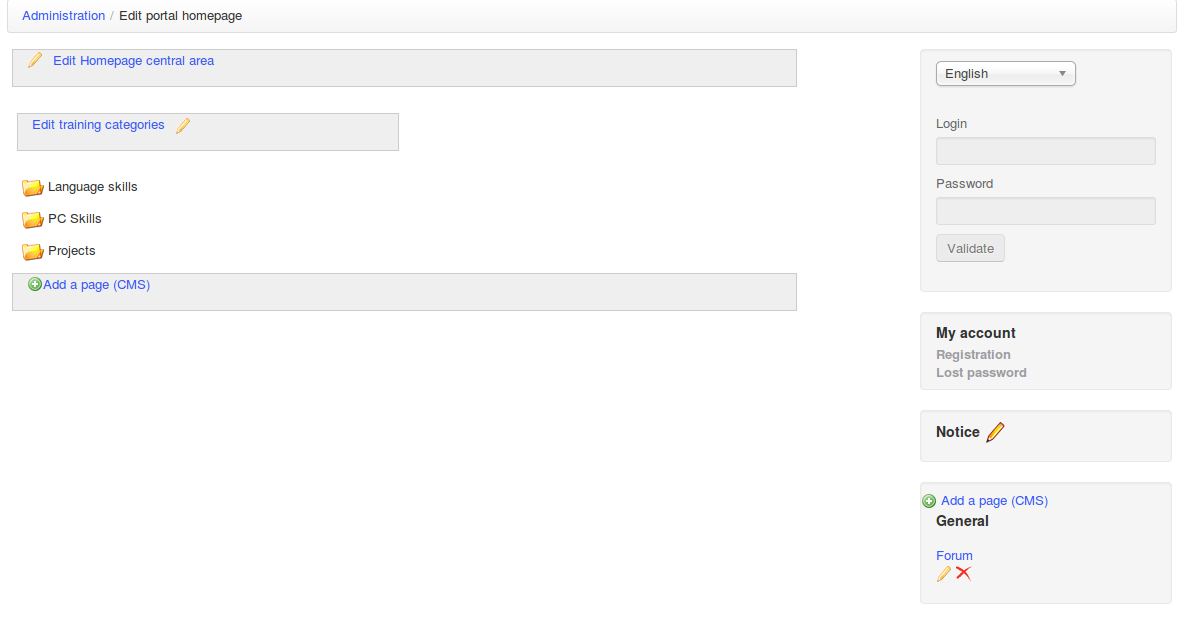 Administration / Edit portal homepage
Edit Homepage central area
Edit training categories
Language skills
PC Skills
Projects
Add a page (CMS)
English
Login
Password
Validate
My account
Registration
Lost password
Notice
Add a page (CMS)
General
Forum